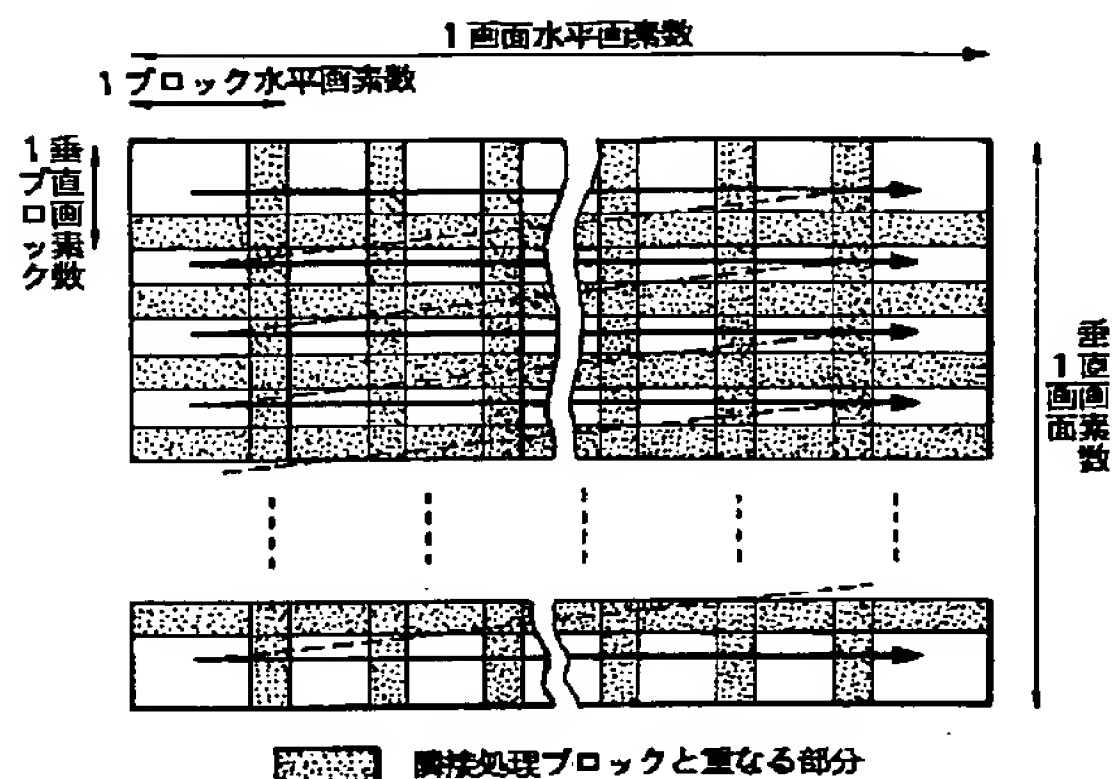 1画面水平画素数
1ブロック水平画素数
1ブロック
垂直画素数
1画面
垂直画素数
隣接処理ブロックと重なる部分